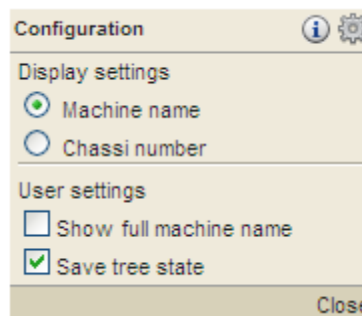 Configuration
Display settings
Machine name
Chassi number
User settings
Show full machine name
Save tree state
Close